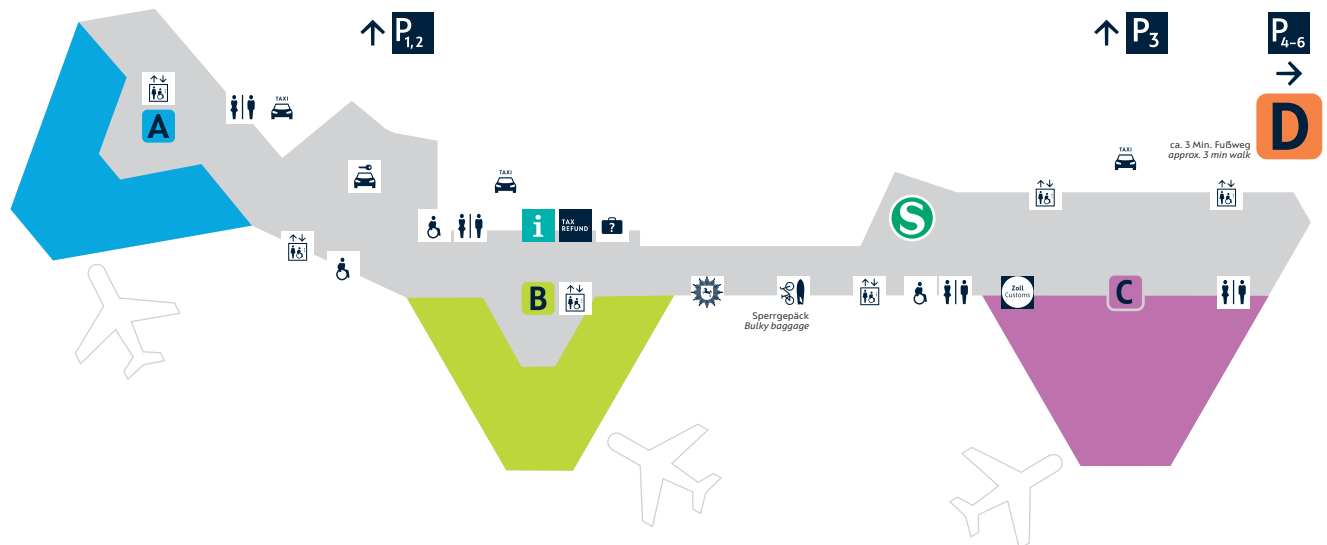 P1,2
P3
P4–6
A
TAXI
D
ca. 3 Min. Fußweg
approx. 3 min walk
TAXI
TAXI
S
i
TAX
REFUND
?
B
Zoll
Customs
C
Sperrgepäck
Bulky baggage